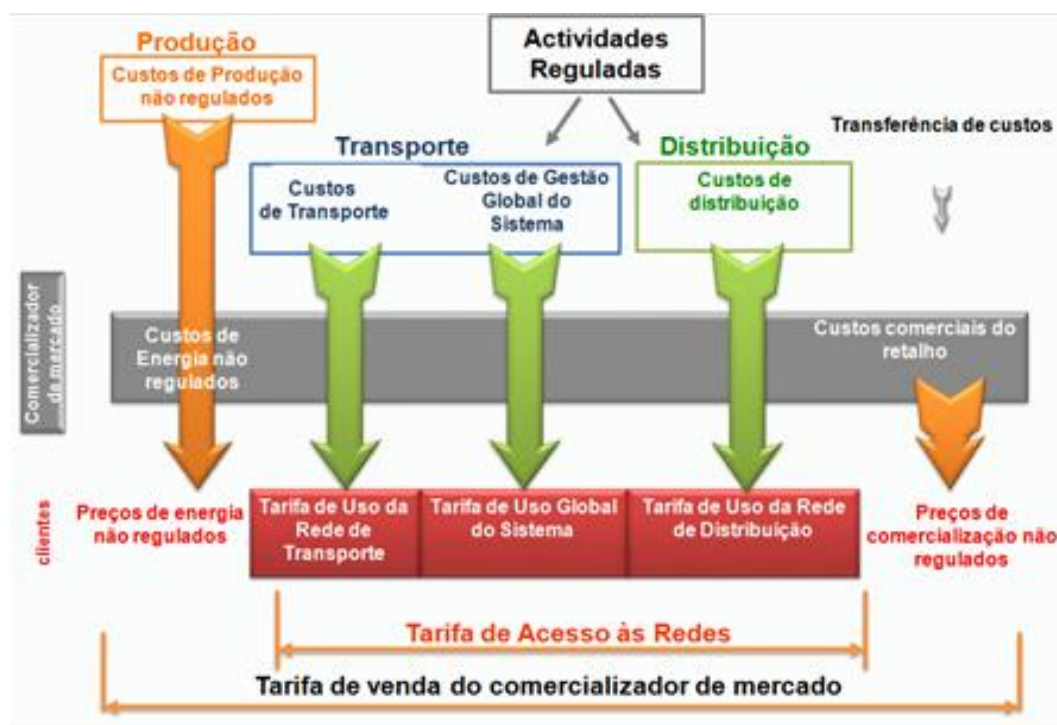 Produção
Custos de Produção
não regulados
Actividades
Reguladas
Transporte
Custos
de Transporte
Custos de Gestão
Global do
Sistema
Distribuição
Custos de
distribuição
Transferência de custos
Comercializador
de mercado
Custos de
Energia não
regulados
Custos comerciais do
retalho
clientes
Preços de energia
não regulados
Tarifa de Uso da
Rede de
Transporte
Tarifa de Uso Global
do Sistema
Tarifa de Uso da Rede
de Distribuição
Preços de
comercialização não
regulados
Tarifa de Acesso às Redes
Tarifa de venda do comercializador de mercado